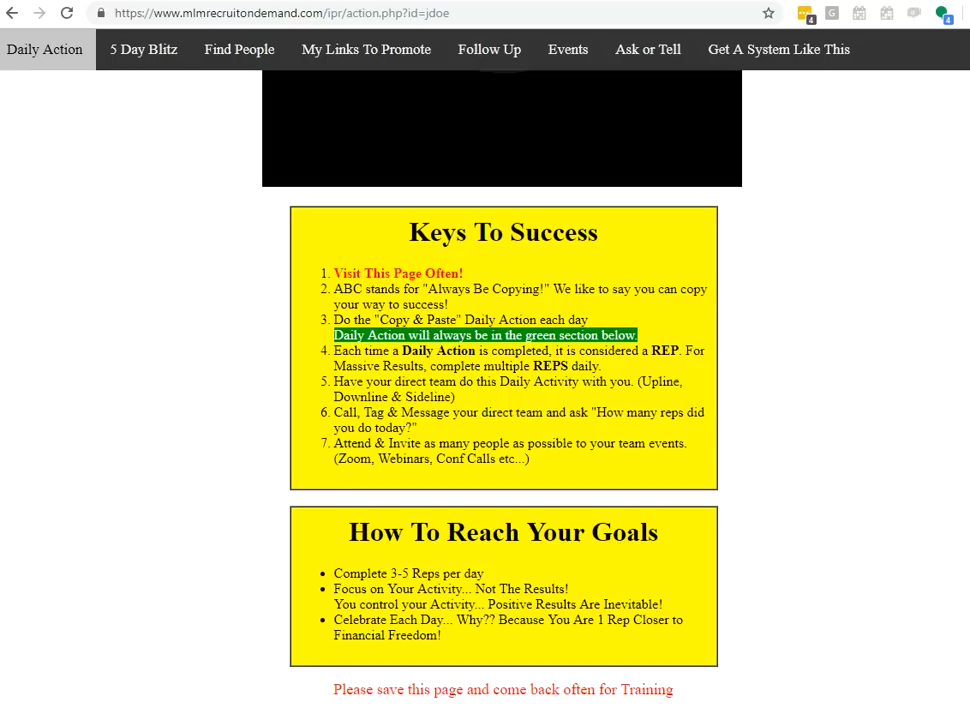 https://www.mlmrecruitondemand.com/ipr/action.php?id=jdoe
4
G
4
Daily Action 5 Day Blitz Find People My Links To Promote Follow Up Events Ask or Tell Get A System Like This
Keys To Success
1. Visit This Page Often!
2. ABC stands for "Always Be Copying!" We like to say you can copy
your way to success!
3. Do the "Copy & Paste" Daily Action each day
Daily Action will always be in the green section below.
4. Each time a Daily Action is completed, it is considered a REP. For
Massive Results, complete multiple REPS daily.
5. Have your direct team do this Daily Activity with you. (Upline,
Downline & Sideline)
6. Call, Tag & Message your direct team and ask "How many reps did
you do today?"
7. Attend & Invite as many people as possible to your team events.
(Zoom, Webinars, Conf Calls etc...)
How To Reach Your Goals
• Complete 3-5 Reps per day
• Focus on Your Activity... Not The Results!
You control your Activity... Positive Results Are Inevitable!
• Celebrate Each Day... Why?? Because You Are 1 Rep Closer to
Financial Freedom!
Please save this page and come back often for Training